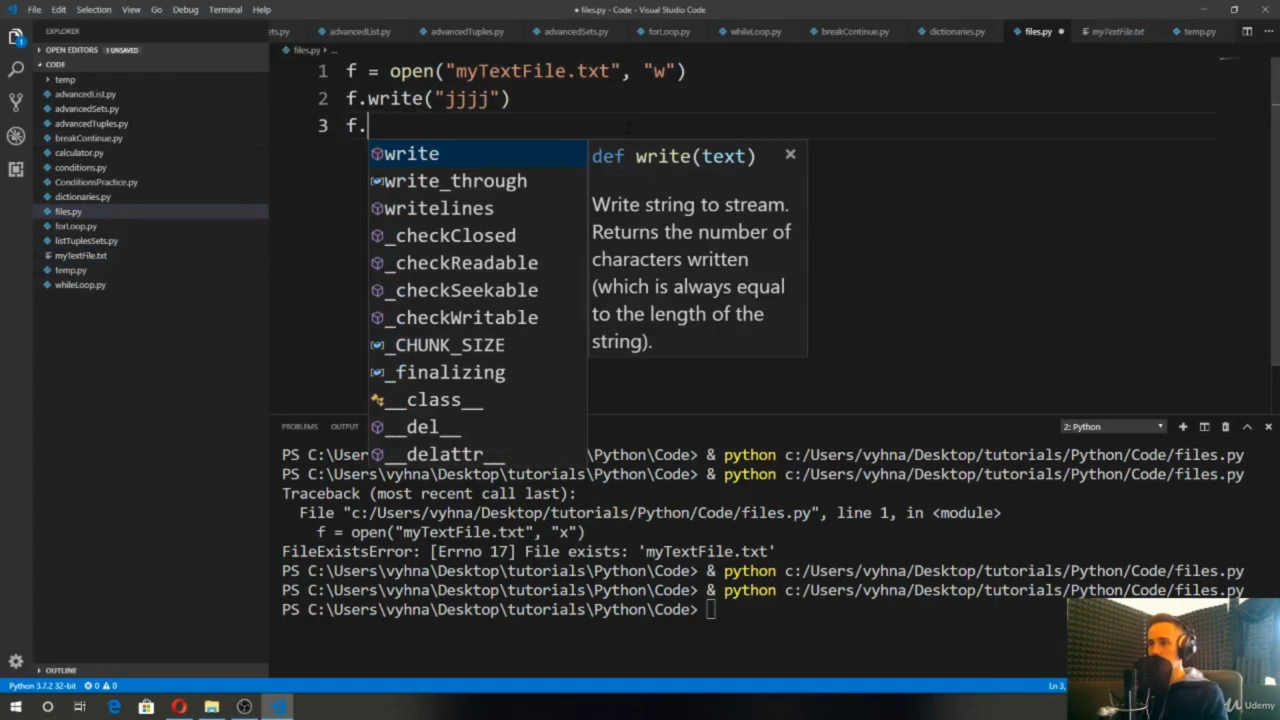 File Edit Selection View Go Debug Terminal Help
files.py - Code - Visual Studio Code
EXPLORER
ets.py advancedList.py advancedTuples.py advancedSets.py forLoop.py whileLoop.py breakContinue.py dictionaries.py files.py myTextFile.txt temp.py
OPEN EDITORS 1 UNSAVED
CODE
temp
advancedList.py
advancedSets.py
advancedTuples.py
breakContinue.py
calculator.py
conditions.py
ConditionsPractice.py
dictionaries.py
files.py
forLoop.py
listTuplesSets.py
myTextFile.txt
temp.py
whileLoop.py
OUTLINE
files.py > ...
1 f = open("myTextFile.txt", "w")
2 f.write("jjjj")
3 f.
write
write_through
writelines
_checkClosed
_checkReadable
_checkSeekable
_checkWritable
_CHUNK_SIZE
_finalizing
__class__
__del__
__delattr__
def write(text)
Write string to stream.
Returns the number of
characters written
(which is always equal
to the length of the
string).
PROBLEMS OUTPUT
2: Python
PS C:\User \Python\Code> & python c:/Users/vyhna/Desktop/tutorials/Python/Code/files.py
PS C:\Users\vyhna\Desktop\tutorials\Python\Code> & python c:/Users/vyhna/Desktop/tutorials/Python/Code/files.py
Traceback (most recent call last):
File "c:/Users/vyhna/Desktop/tutorials/Python/Code/files.py", line 1, in <module>
f = open("myTextFile.txt", "x")
FileExistsError: [Errno 17] File exists: 'myTextFile.txt'
PS C:\Users\vyhna\Desktop\tutorials\Python\Code> & python c:/Users/vyhna/Desktop/tutorials/Python/Code/files.py
PS C:\Users\vyhna\Desktop\tutorials\Python\Code> & python c:/Users/vyhna/Desktop/tutorials/Python/Code/files.py
PS C:\Users\vyhna\Desktop\tutorials\Python\Code>
Python 3.7.2 32-bit 0 0
Ln 3,
Udemy